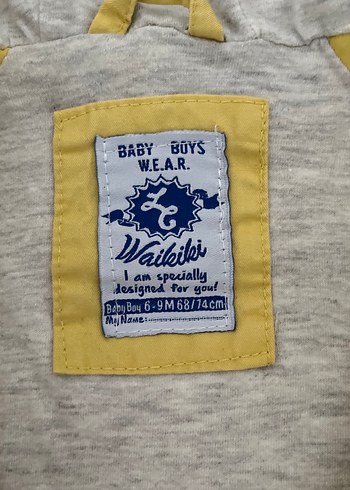 BABY BOYS
W.E.A.R.
LC
Waikiki
I am specially
designed for you!
Baby Boy 6-9M 68/74cm
My Name: